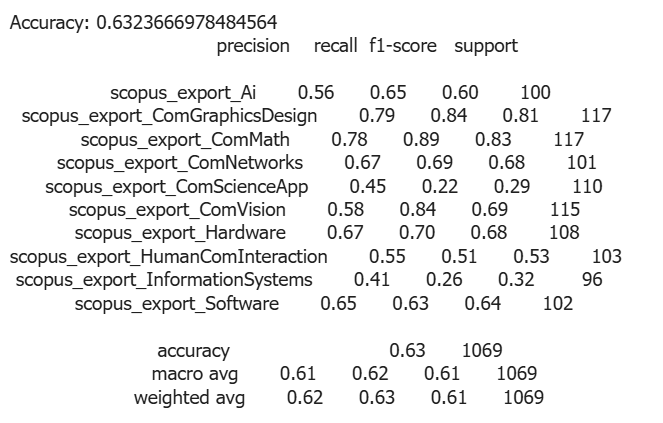 Accuracy: 0.6323666978484564
precision recall f1-score support
scopus_export_Ai 0.56 0.65 0.60 100
scopus_export_ComGraphicsDesign 0.79 0.84 0.81 117
scopus_export_ComMath 0.78 0.89 0.83 117
scopus_export_ComNetworks 0.67 0.69 0.68 101
scopus_export_ComScienceApp 0.45 0.22 0.29 110
scopus_export_ComVision 0.58 0.84 0.69 115
scopus_export_Hardware 0.67 0.70 0.68 108
scopus_export_HumanComInteraction 0.55 0.51 0.53 103
scopus_export_InformationSystems 0.41 0.26 0.32 96
scopus_export_Software 0.65 0.63 0.64 102
accuracy 0.63 1069
macro avg 0.61 0.62 0.61 1069
weighted avg 0.62 0.63 0.61 1069